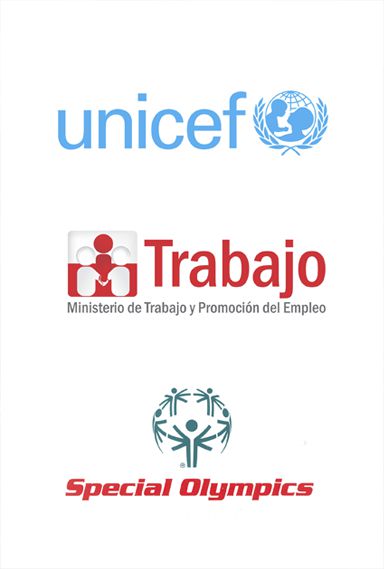 unicef
Trabajo
Ministerio de Trabajo y Promoción del Empleo
®
Special Olympics